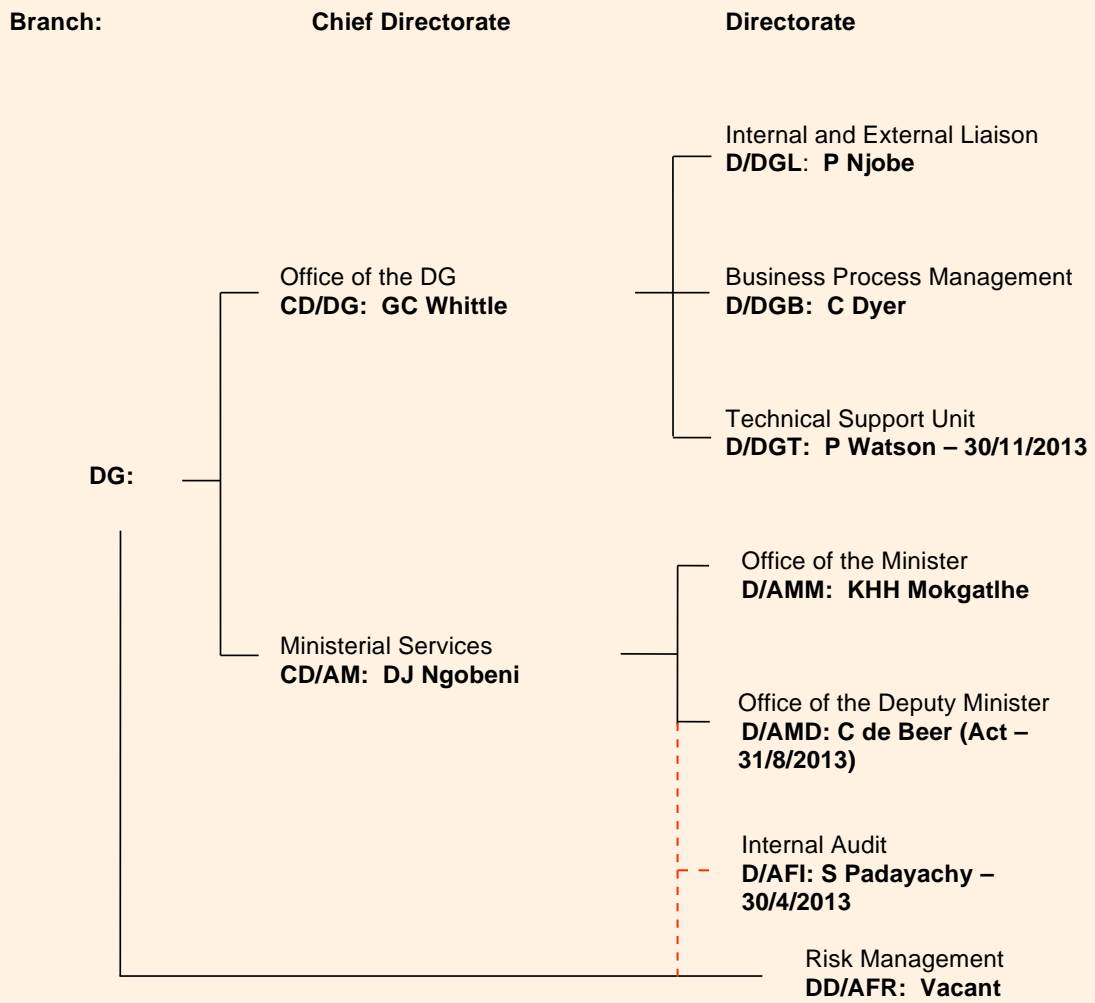 Branch: Chief Directorate Directorate
Internal and External Liaison
D/DGL: P Njobe
Office of the DG
CD/DG: GC Whittle
Business Process Management
D/DGB: C Dyer
Technical Support Unit
D/DGT: P Watson – 30/11/2013
DG:
Office of the Minister
D/AMM: KHH Mokgatlhe
Ministerial Services
CD/AM: DJ Ngobeni
Office of the Deputy Minister
D/AMD: C de Beer (Act –
31/8/2013)
Internal Audit
D/AFI: S Padayachy –
30/4/2013
Risk Management
DD/AFR: Vacant